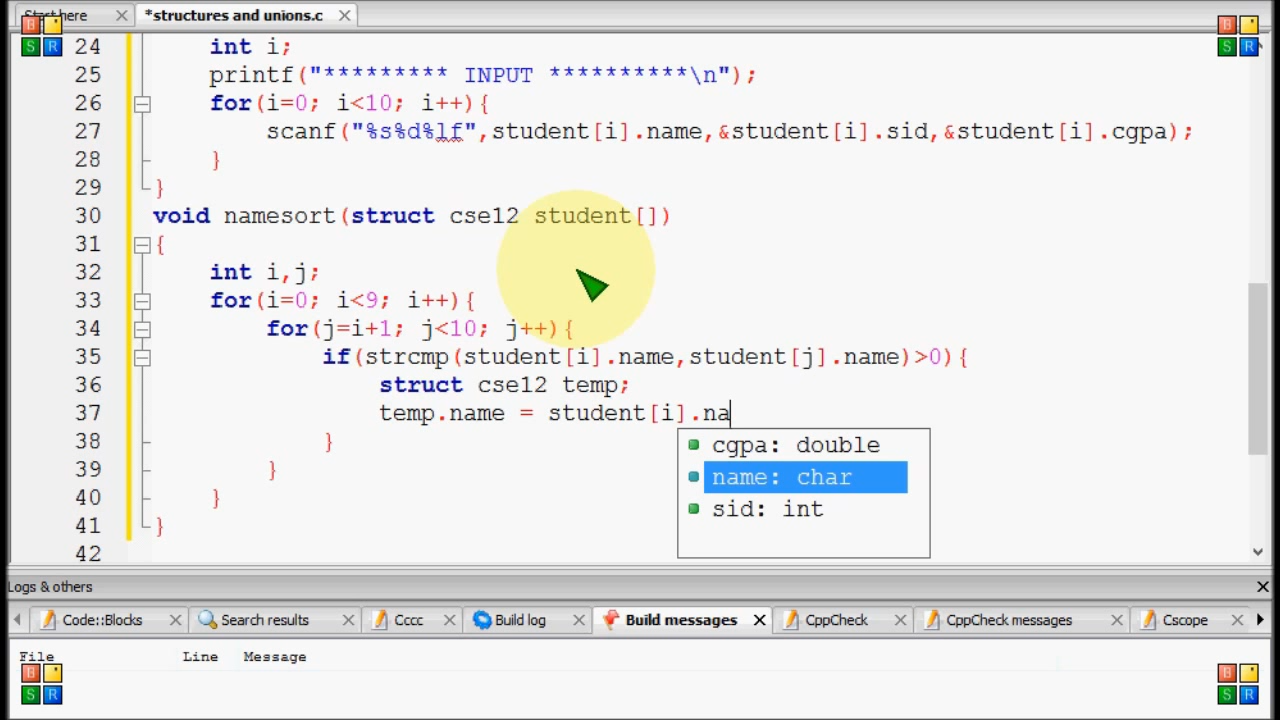 Start here
*structures and unions.c
24 int i;
25 printf("********* INPUT **********\n");
26 for(i=0; i<10; i++){
27 scanf("%s%d%lf",student[i].name,&student[i].sid,&student[i].cgpa);
28 }
29 }
30 void namesort(struct cse12 student[])
31 {
32 int i,j;
33 for(i=0; i<9; i++){
34 for(j=i+1; j<10; j++){
35 if(strcmp(student[i].name,student[j].name)>0){
36 struct cse12 temp;
37 temp.name = student[i].na
cgpa: double
38 }
name: char
39 }
sid: int
40 }
41 }
42
Logs & others
Code::Blocks Search results Cccc Build log Build messages CppCheck CppCheck messages Cscope
File Line Message
B
S R
B
S R
B
S R
B
S R